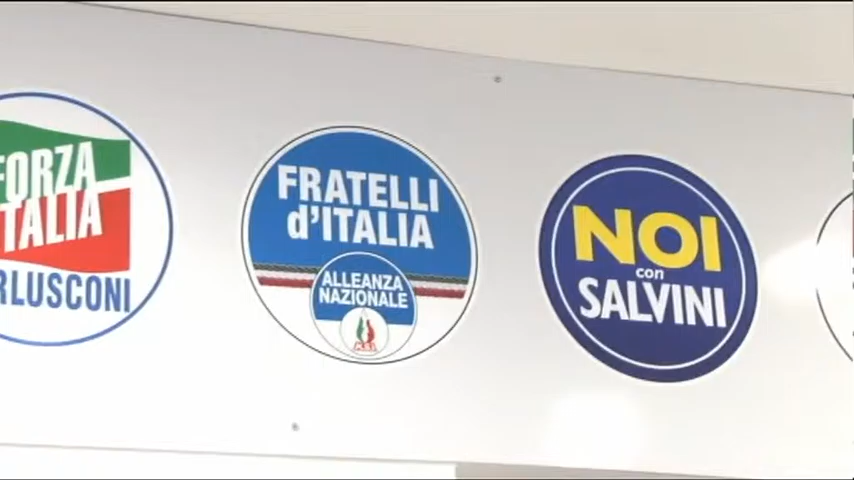 FORZA
ITALIA
RLUSCONI
FRATELLI
d'ITALIA
ALLEANZA
NAZIONALE
M.S.I.
NOI
con
SALVINI